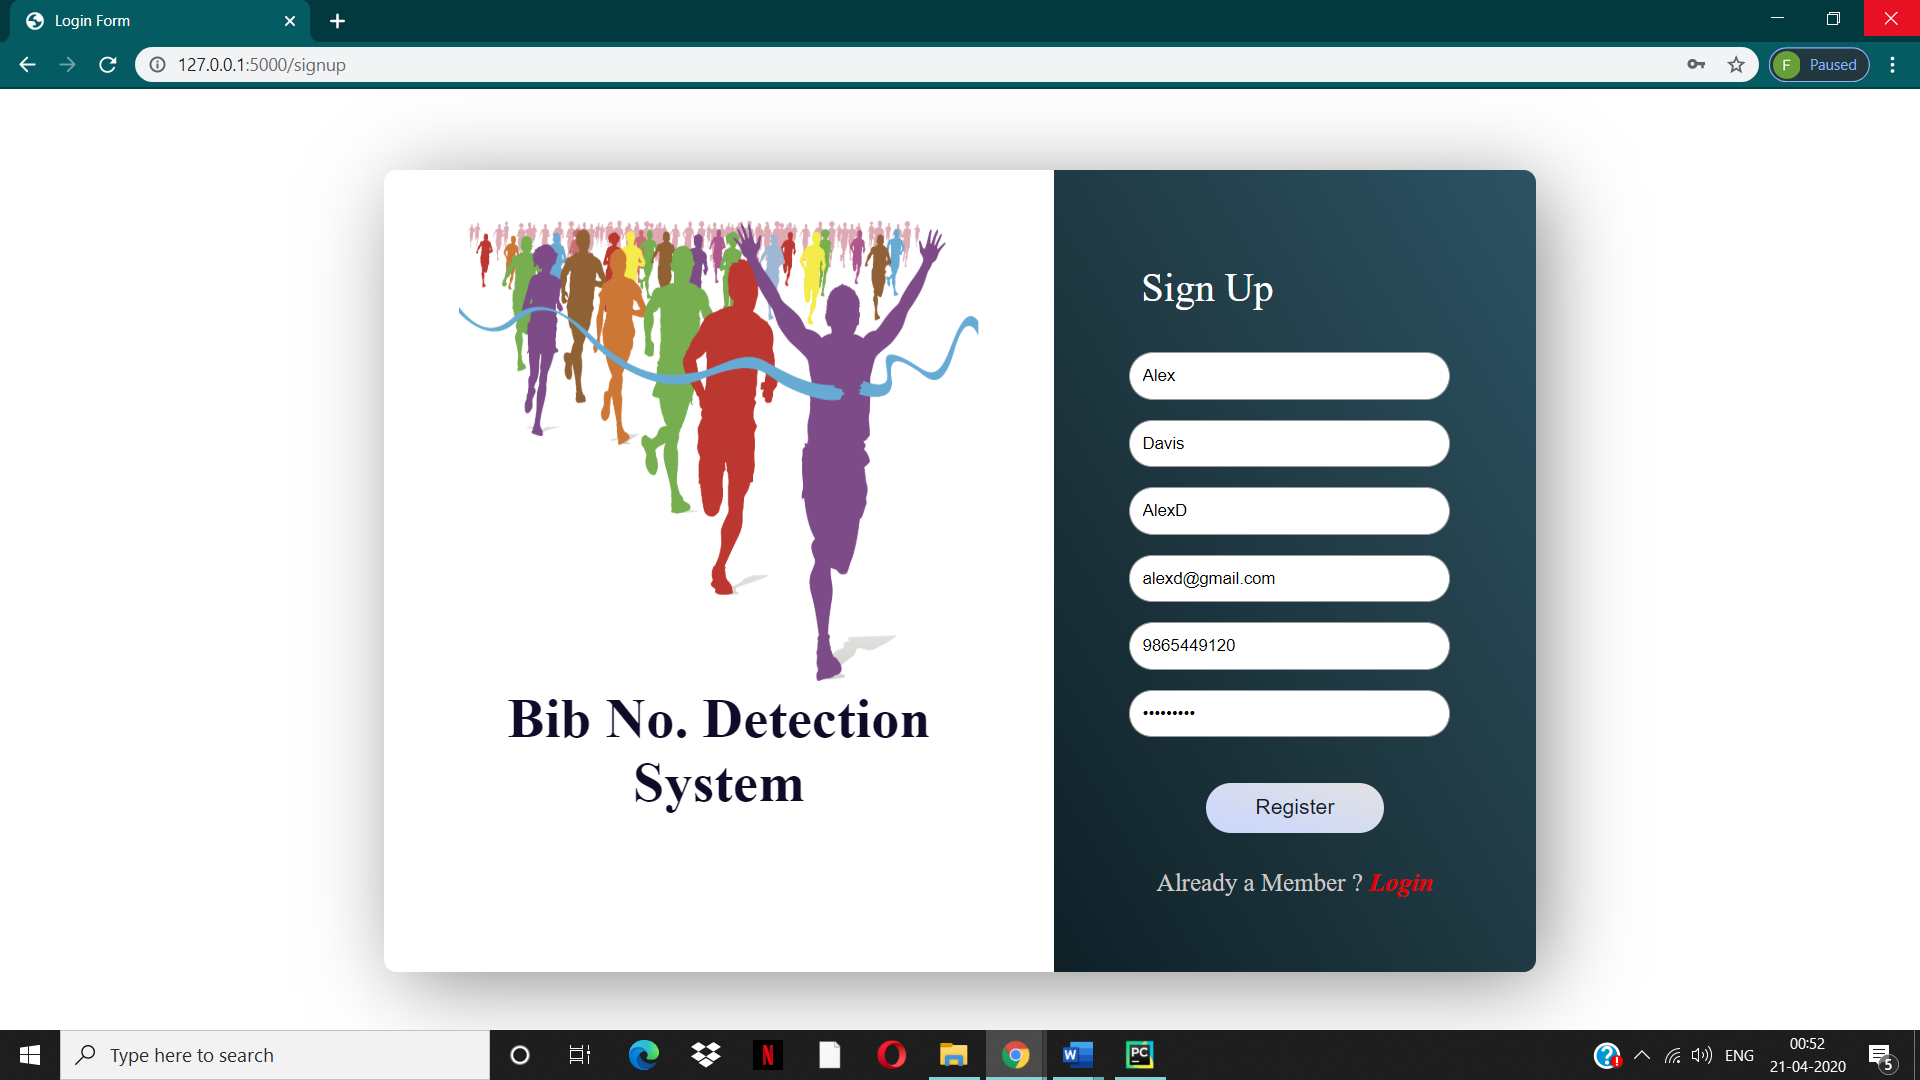 Login Form
127.0.0.1:5000/signup
F Paused
Sign Up
Alex
Davis
AlexD
alexd@gmail.com
9865449120
•••••••••
Register
Already a Member ? Login
Bib No. Detection
System
Type here to search
N
W
PC
?
!
ENG
00:52
21-04-2020
5